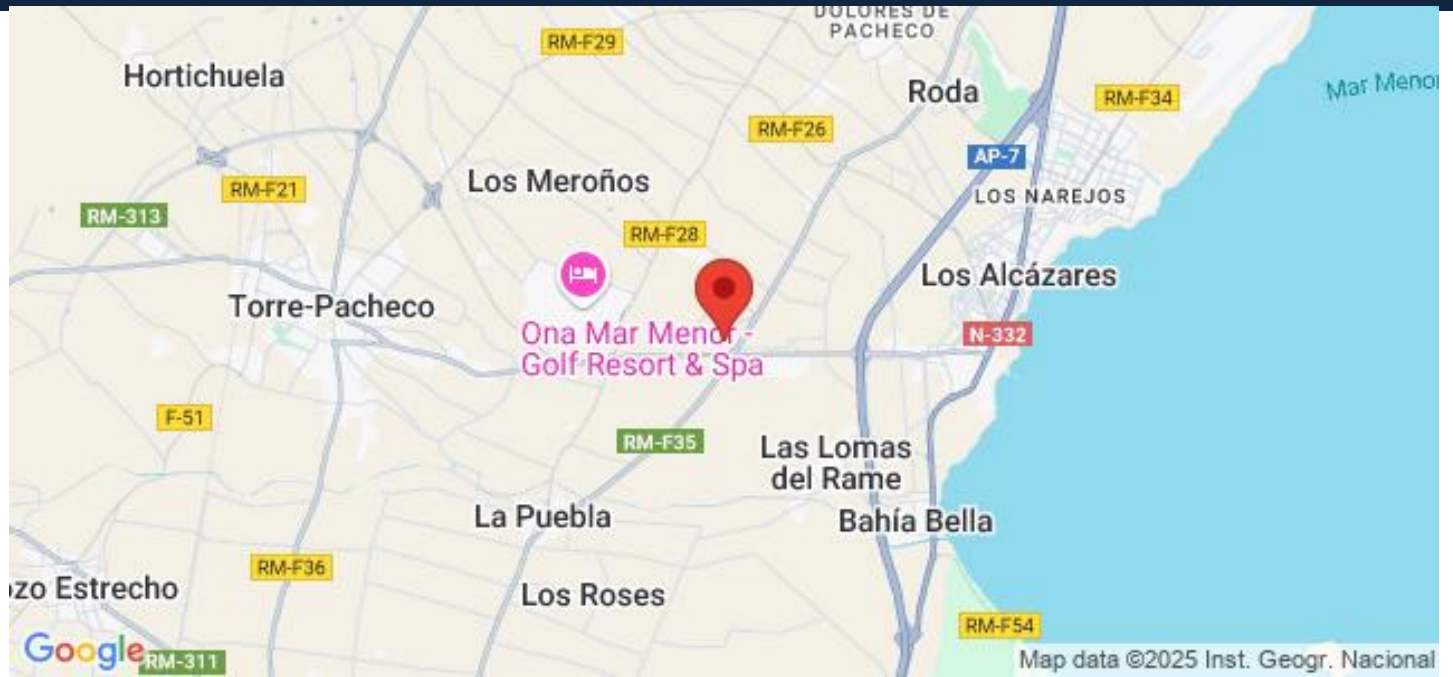 DOLORES DE
PACHECO
RM-F29
Hortichuela
Roda
RM-F34
Mar Menor
RM-F26
AP-7
Los Meroños
RM-F21
LOS NAREJOS
RM-313
RM-F28
Los Alcázares
Torre-Pacheco
Ona Mar Menor -
Golf Resort & Spa
N-332
F-51
RM-F35
Las Lomas
del Rame
La Puebla
Bahía Bella
RM-F36
ozo Estrecho
Los Roses
RM-F54
Google
RM-311
Map data ©2025 Inst. Geogr. Nacional